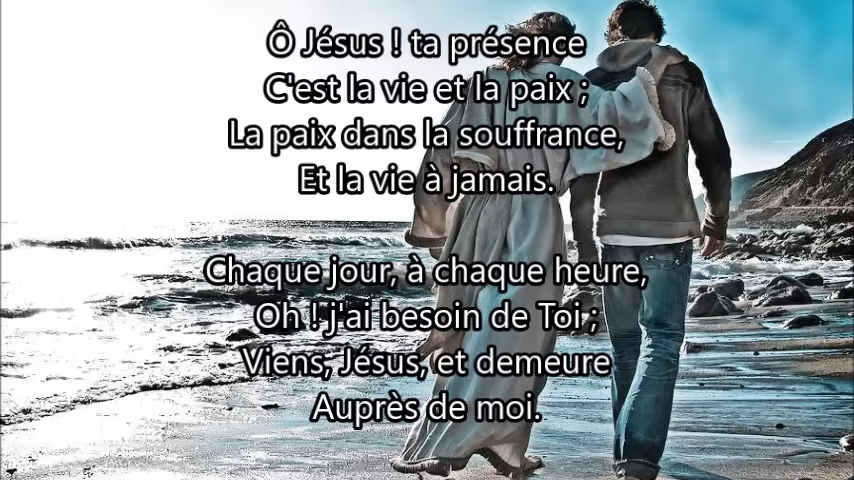 Ô Jésus ! ta présence
C'est la vie et la paix ;
La paix dans la souffrance,
Et la vie à jamais.
Chaque jour, à chaque heure,
Oh ! j'ai besoin de Toi ;
Viens, Jésus, et demeure
Auprès de moi.